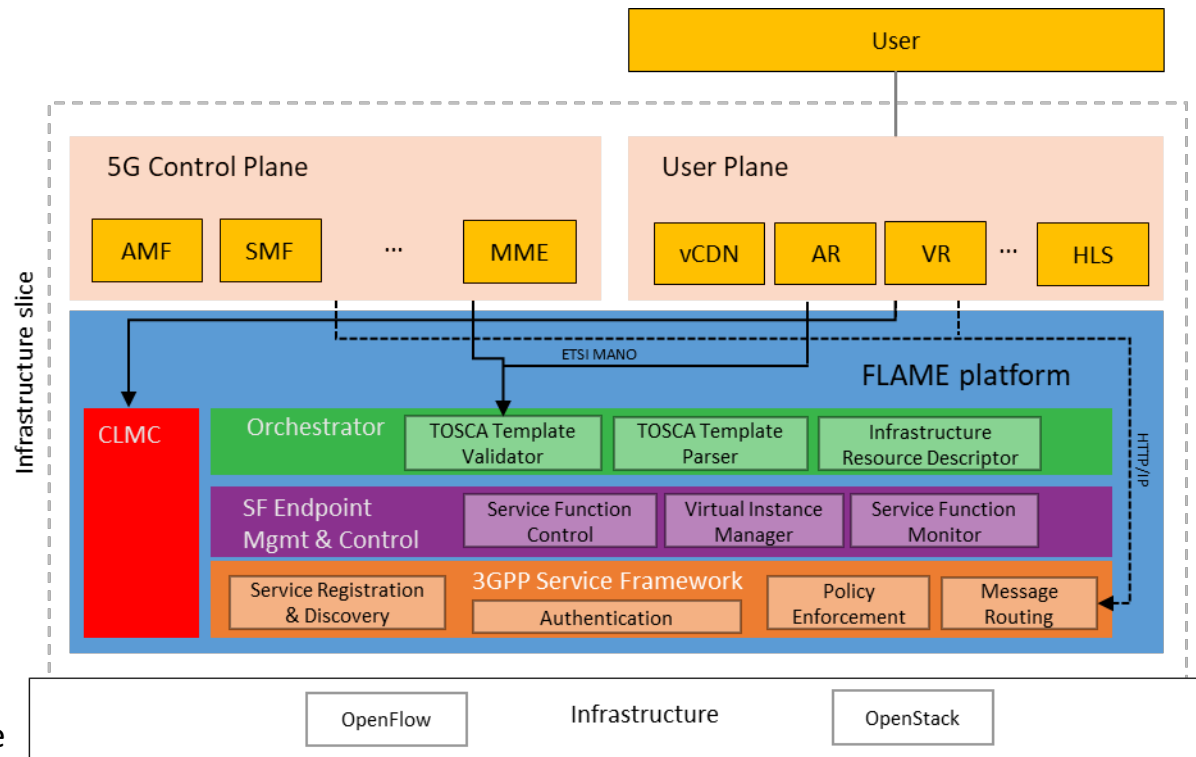 User
5G Control Plane
User Plane
AMF
SMF
...
MME
vCDN
AR
VR
...
HLS
Infrastructure slice
ETSI MANO
FLAME platform
HTTP/IP
CLMC
Orchestrator
TOSCA Template
Validator
TOSCA Template
Parser
Infrastructure
Resource Descriptor
SF Endpoint
Mgmt & Control
Service Function
Control
Virtual Instance
Manager
Service Function
Monitor
3GPP Service Framework
Service Registration
& Discovery
Authentication
Policy
Enforcement
Message
Routing
OpenFlow
Infrastructure
OpenStack
e